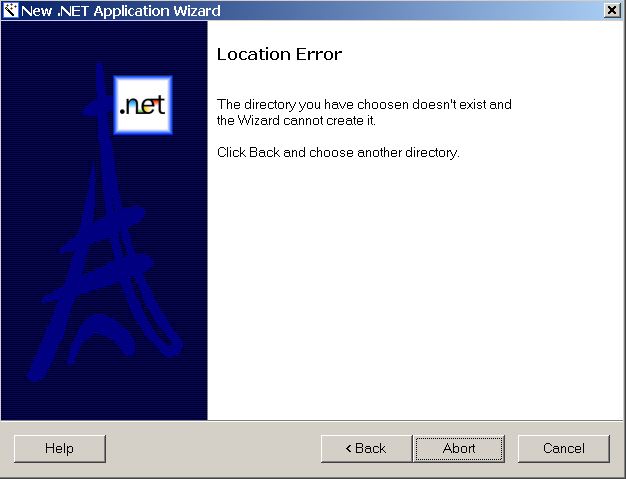 New .NET Application Wizard
Location Error
.net
The directory you have choosen doesn't exist and
the Wizard cannot create it.
Click Back and choose another directory.
Help
< Back
Abort
Cancel